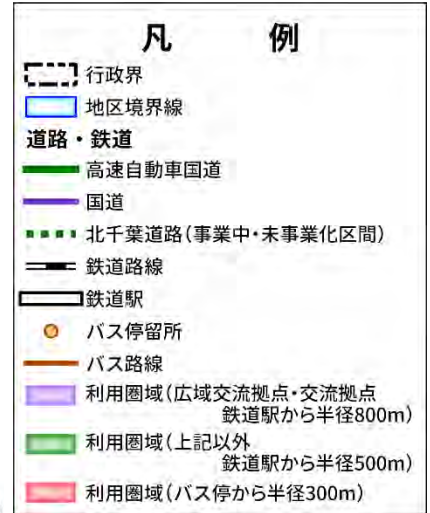 凡 例
行政界
地区境界線
道路・鉄道
高速自動車国道
国道
北千葉道路(事業中・未事業化区間)
鉄道路線
鉄道駅
バス停留所
バス路線
利用圏域(広域交流拠点・交流拠点
鉄道駅から半径800m)
利用圏域(上記以外
鉄道駅から半径500m)
利用圏域(バス停から半径300m)